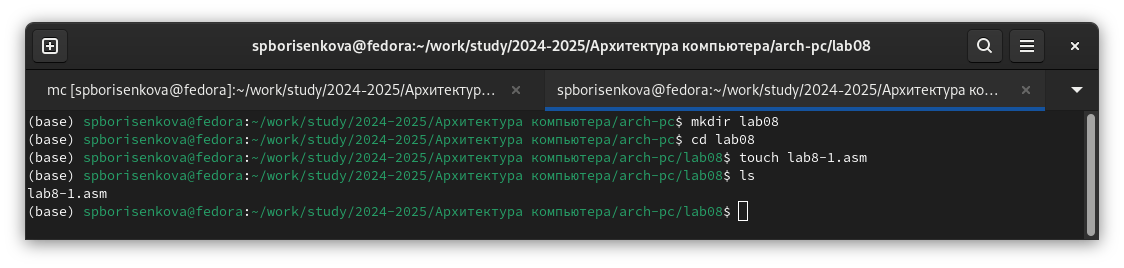 spborisenkova@fedora:~/work/study/2024-2025/Архитектура компьютера/arch-pc/lab08
mc [spborisenkova@fedora]:~/work/study/2024-2025/Архитектур...
spborisenkova@fedora:~/work/study/2024-2025/Архитектура ко...
(base) spborisenkova@fedora:~/work/study/2024-2025/Архитектура компьютера/arch-pc$ mkdir lab08
(base) spborisenkova@fedora:~/work/study/2024-2025/Архитектура компьютера/arch-pc$ cd lab08
(base) spborisenkova@fedora:~/work/study/2024-2025/Архитектура компьютера/arch-pc/lab08$ touch lab8-1.asm
(base) spborisenkova@fedora:~/work/study/2024-2025/Архитектура компьютера/arch-pc/lab08$ ls
lab8-1.asm
(base) spborisenkova@fedora:~/work/study/2024-2025/Архитектура компьютера/arch-pc/lab08$